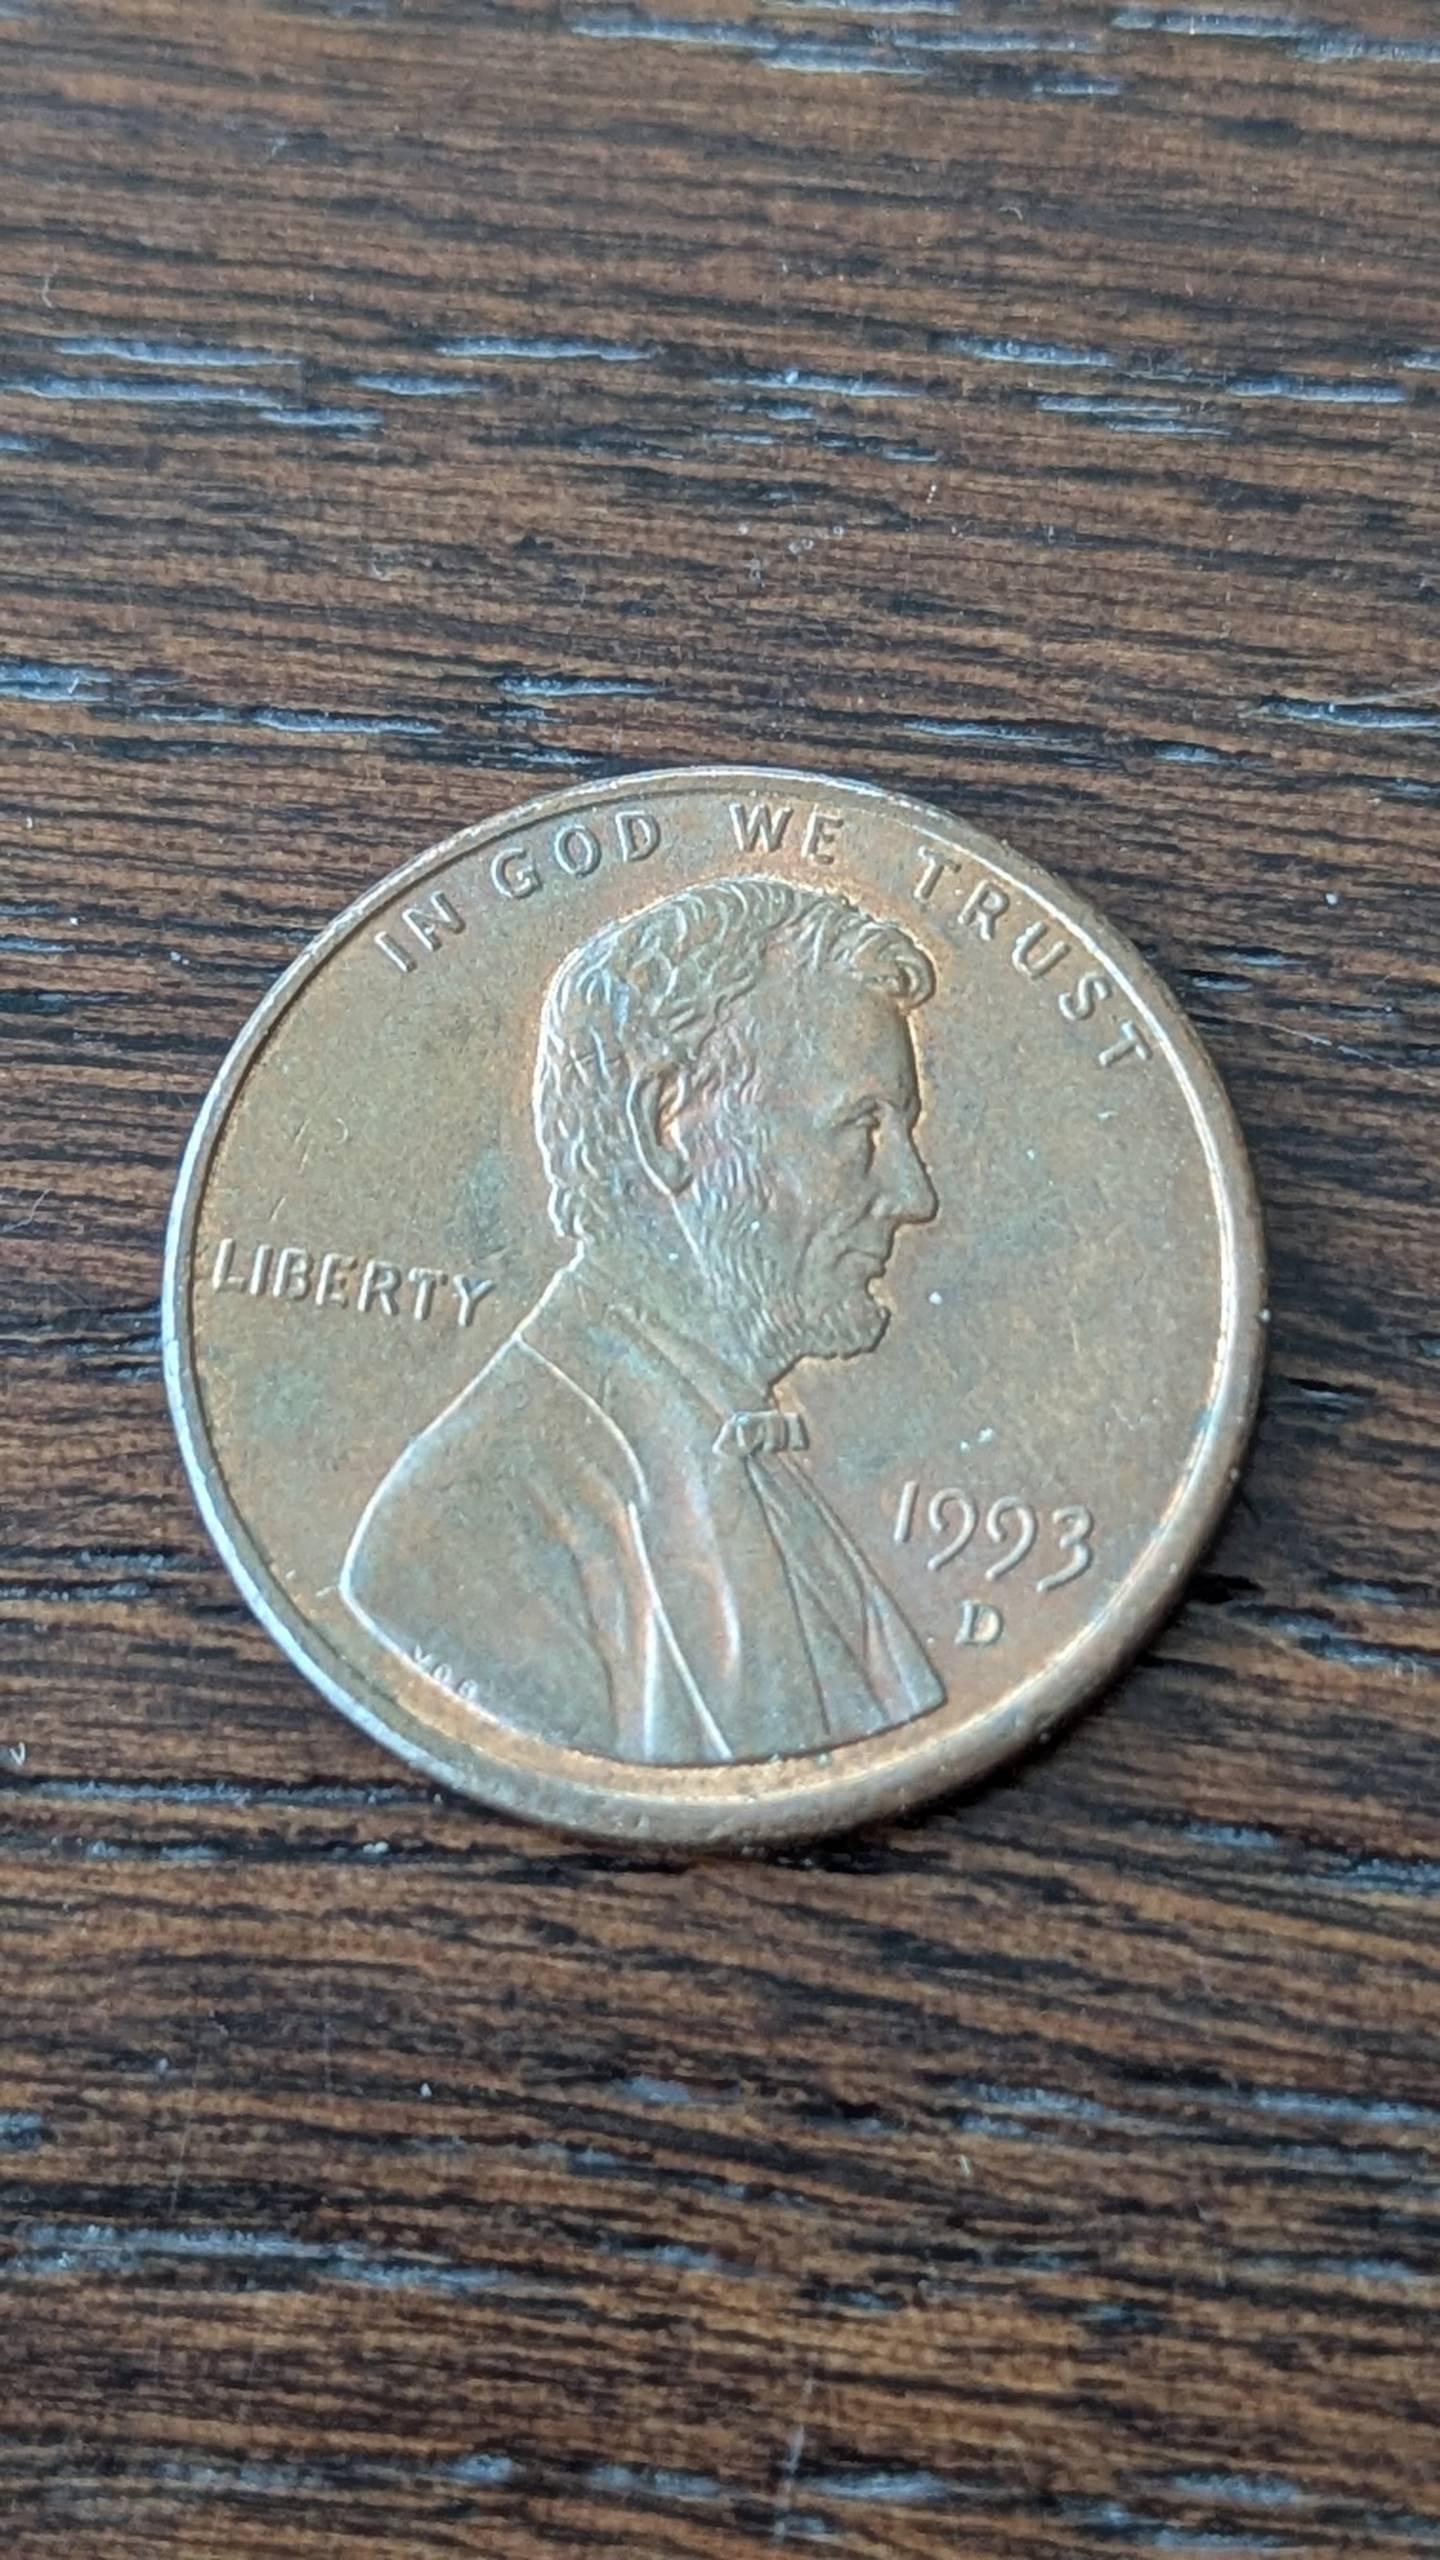 IN GOD WE TRUST
LIBERTY
1993
D